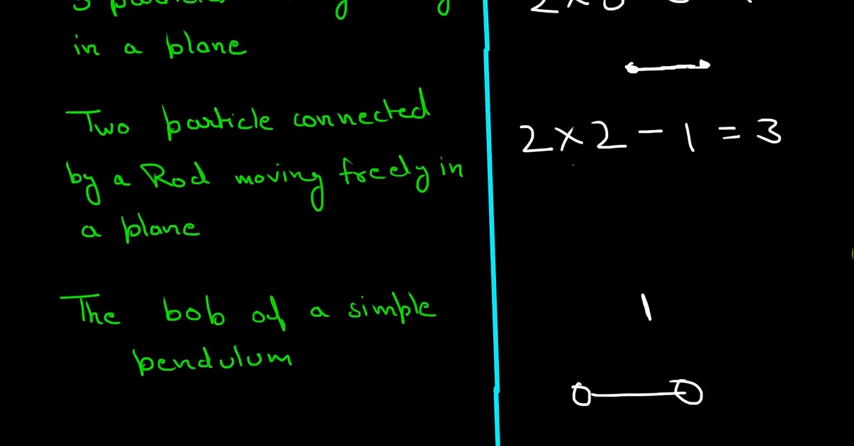 in a plane
Two particle connected
by a Rod moving freely in
a plane
2 × 2 - 1 = 3
The bob of a simple
pendulum
1